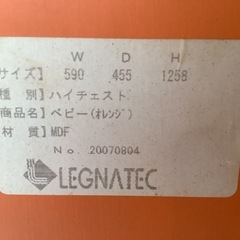 W D H
サイズ】 590 455 1258
種 別】ハイチェスト
商品名】ベビー(オレンジ)
材 質】MDF
No. 20070804
LEGNATEC